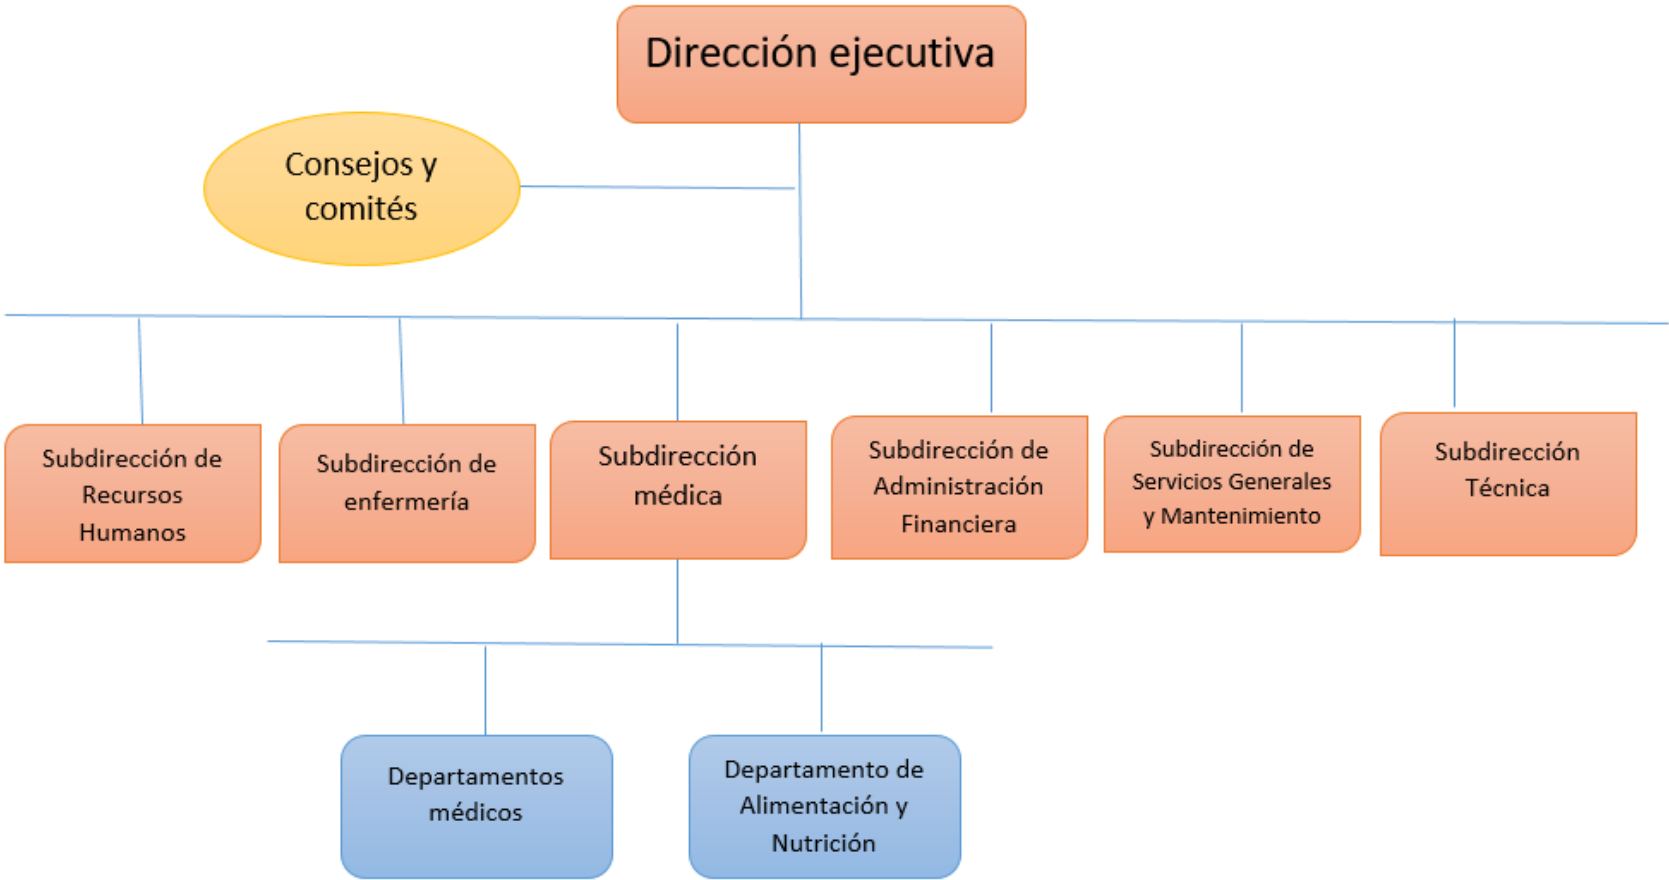 Dirección ejecutiva
Consejos y
comités
Subdirección de
Recursos
Humanos
Subdirección de
enfermería
Subdirección
médica
Subdirección de
Administración
Financiera
Subdirección de
Servicios Generales
y Mantenimiento
Subdirección
Técnica
Departamentos
médicos
Departamento de
Alimentación y
Nutrición